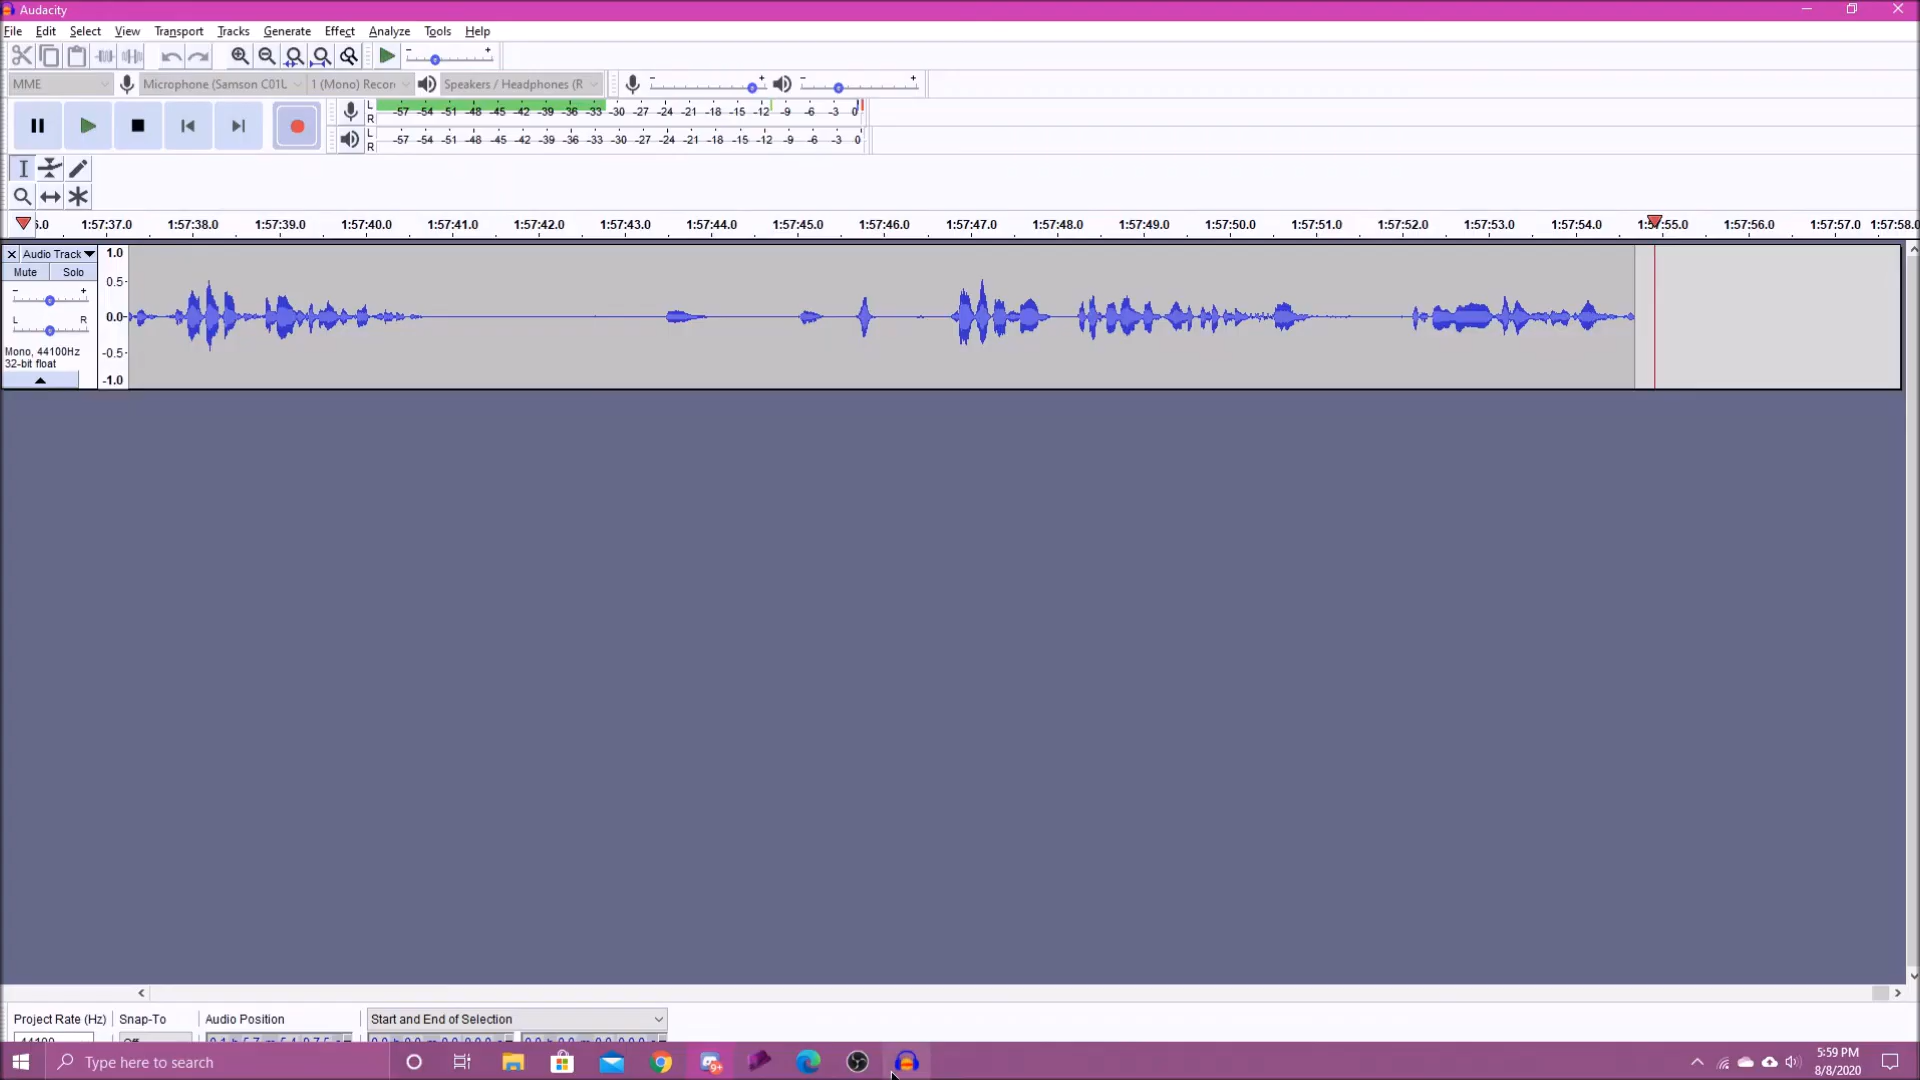 Audacity
File Edit Select View Transport Tracks Generate Effect Analyze Tools Help
MME Microphone (Samson C01U 1 (Mono) Recor Speakers / Headphones (R
L -57 -54 -51 -48 -45 -42 -39 -36 -33 -30 -27 -24 -21 -18 -15 -12 -9 -6 -3 0
R
L -57 -54 -51 -48 -45 -42 -39 -36 -33 -30 -27 -24 -21 -18 -15 -12 -9 -6 -3 0
R
1:57:37.0 1:57:38.0 1:57:39.0 1:57:40.0 1:57:41.0 1:57:42.0 1:57:43.0 1:57:44.0 1:57:45.0 1:57:46.0 1:57:47.0 1:57:48.0 1:57:49.0 1:57:50.0 1:57:51.0 1:57:52.0 1:57:53.0 1:57:54.0 1:57:55.0 1:57:56.0 1:57:57.0 1:57:58.0
Audio Track 1.0
Mute Solo
0.5
L R 0.0
Mono, 44100Hz -0.5
32-bit float
-1.0
Project Rate (Hz) Snap-To Audio Position Start and End of Selection
Type here to search
9+
5:59 PM
8/8/2020